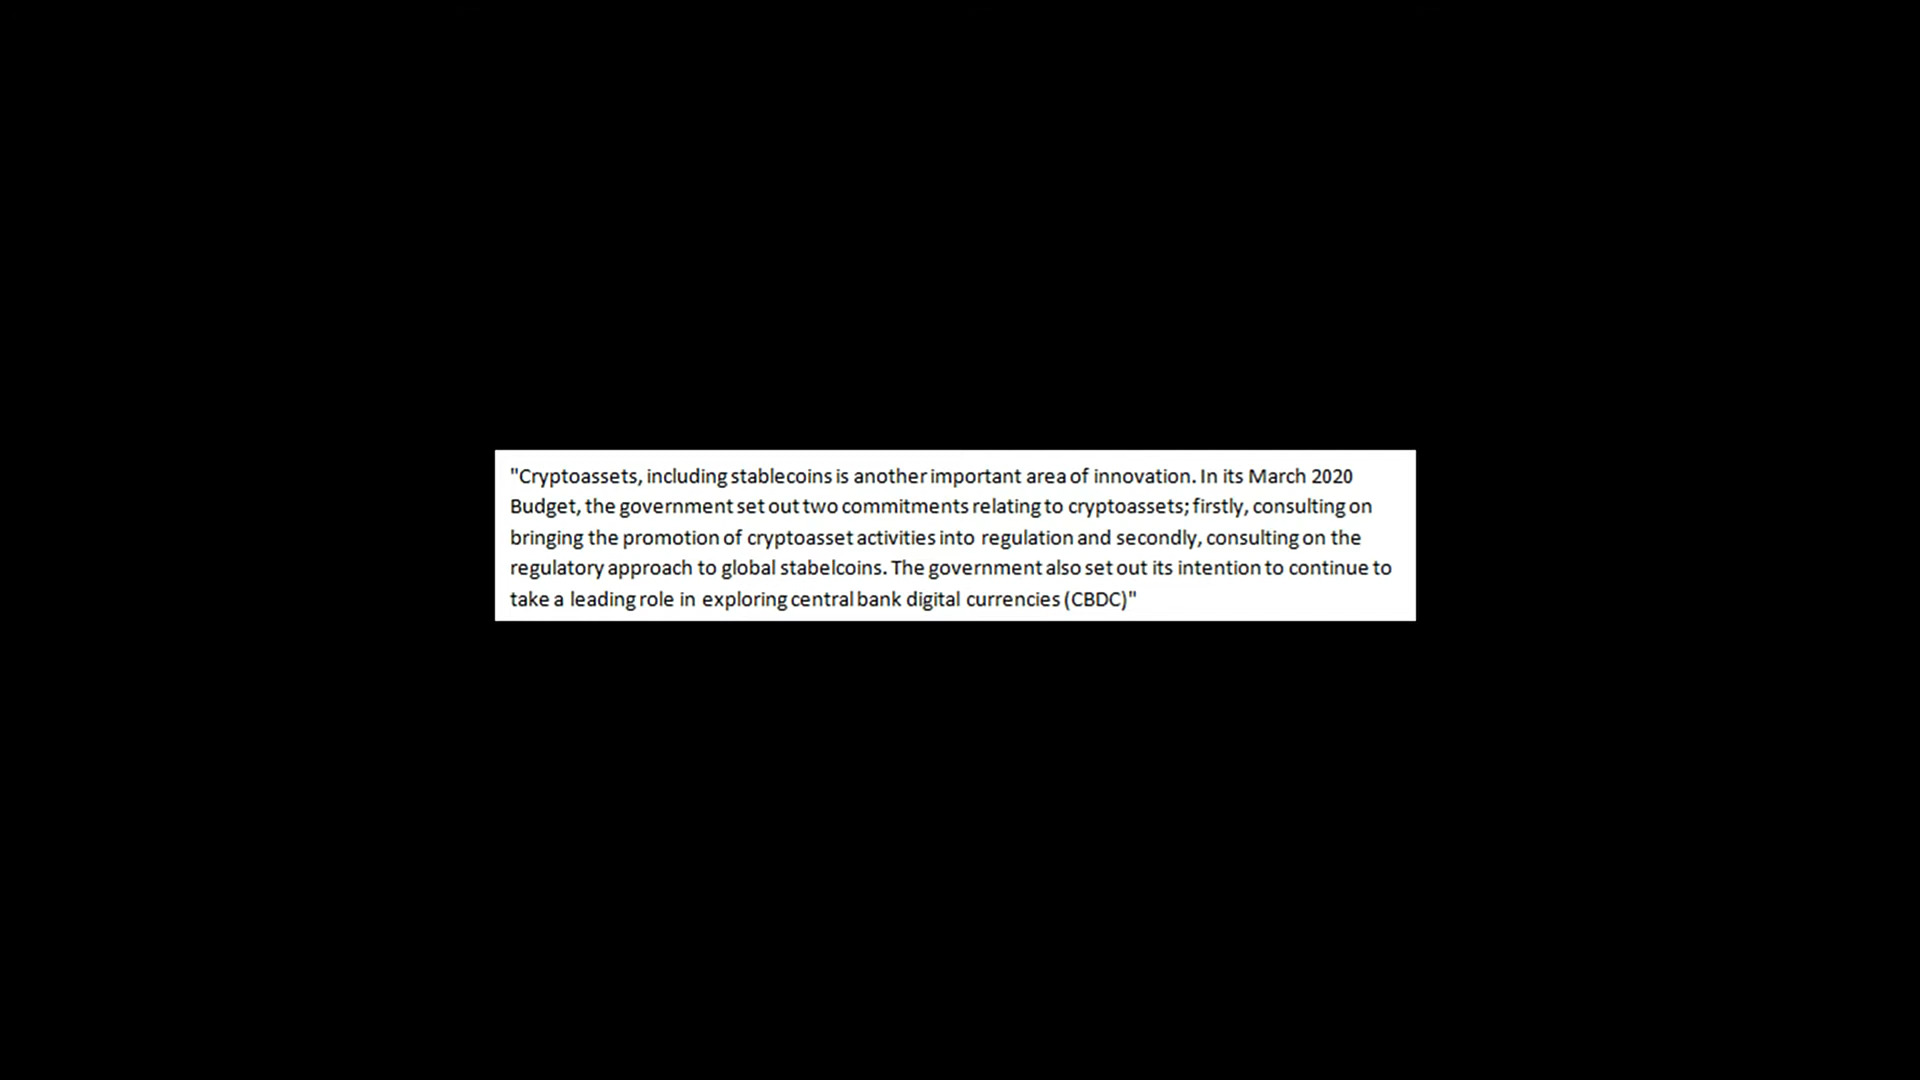 "Cryptoassets, including stablecoins is another important area of innovation. In its March 2020
Budget, the government set out two commitments relating to cryptoassets; firstly, consulting on
bringing the promotion of cryptoasset activities into regulation and secondly, consulting on the
regulatory approach to global stabelcoins. The government also set out its intention to continue to
take a leading role in exploring central bank digital currencies (CBDC)"